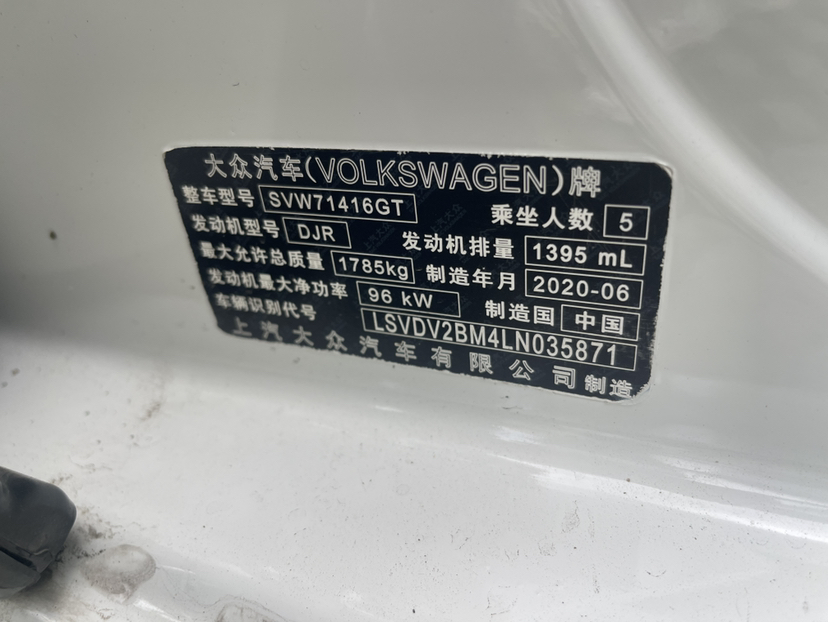 大众汽车(VOLKSWAGEN)牌
整车型号 SVW71416GT 乘坐人数 5
发动机型号 DJR 发动机排量 1395 mL
最大允许总质量 1785kg 制造年月 2020-06
发动机最大净功率 96 kW 制造国 中国
车辆识别代号 LSVDV2BM4LN035871
上汽大众汽车有限公司制造